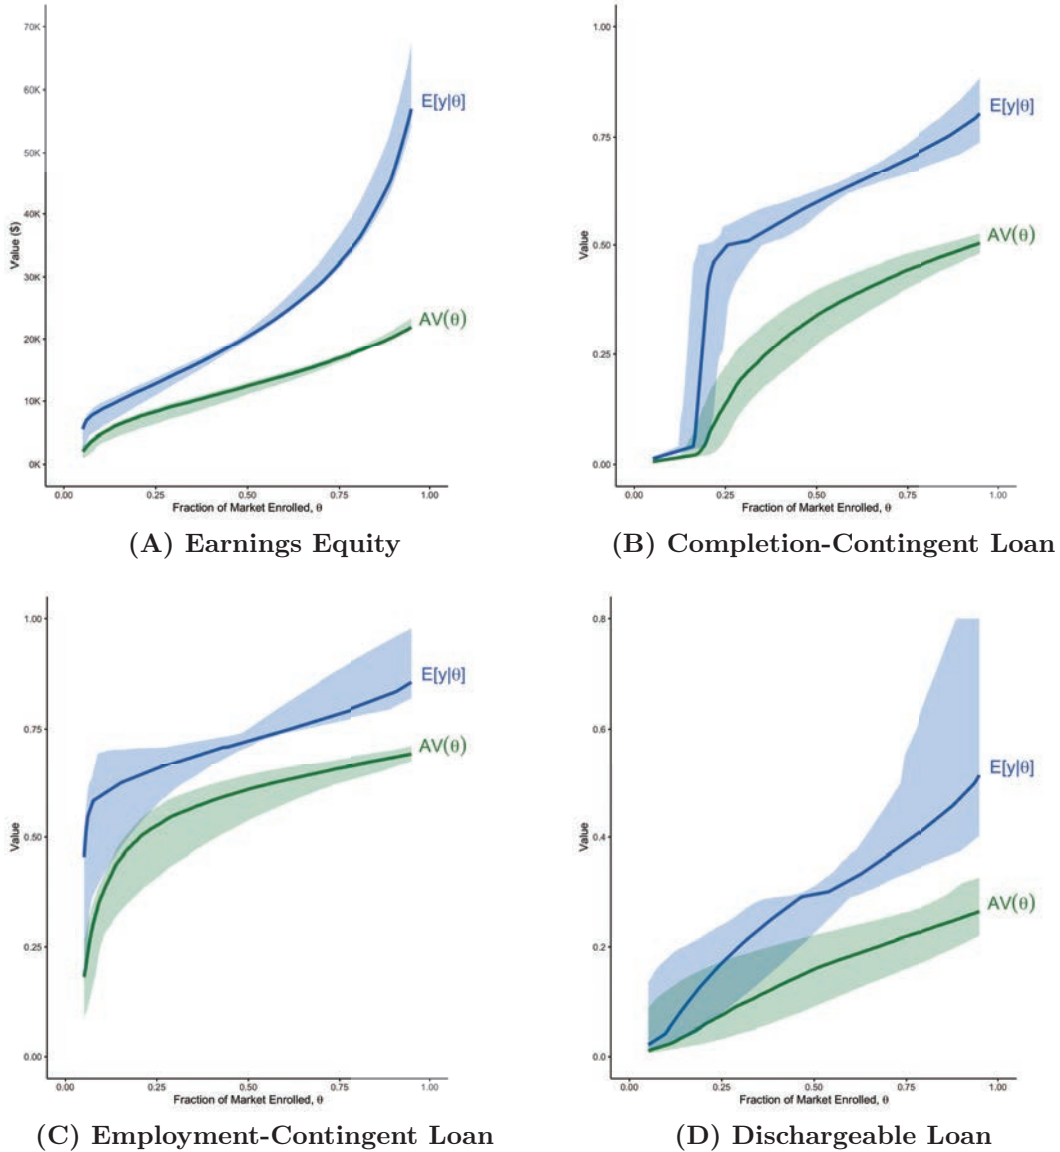 70K
60K
50K
40K
30K
20K
10K
0K
Value ($)
E[y|θ]
AV(θ)
0.00 0.25 0.50 0.75 1.00
Fraction of Market Enrolled, θ
(A) Earnings Equity
1.00
0.75
0.50
0.25
0.00
Value
E[y|θ]
AV(θ)
0.00 0.25 0.50 0.75 1.00
Fraction of Market Enrolled, θ
(B) Completion-Contingent Loan
1.00
0.75
0.50
0.25
0.00
Value
E[y|θ]
AV(θ)
0.00 0.25 0.50 0.75 1.00
Fraction of Market Enrolled, θ
(C) Employment-Contingent Loan
0.8
0.6
0.4
0.2
0.0
Value
E[y|θ]
AV(θ)
0.00 0.25 0.50 0.75 1.00
Fraction of Market Enrolled, θ
(D) Dischargeable Loan